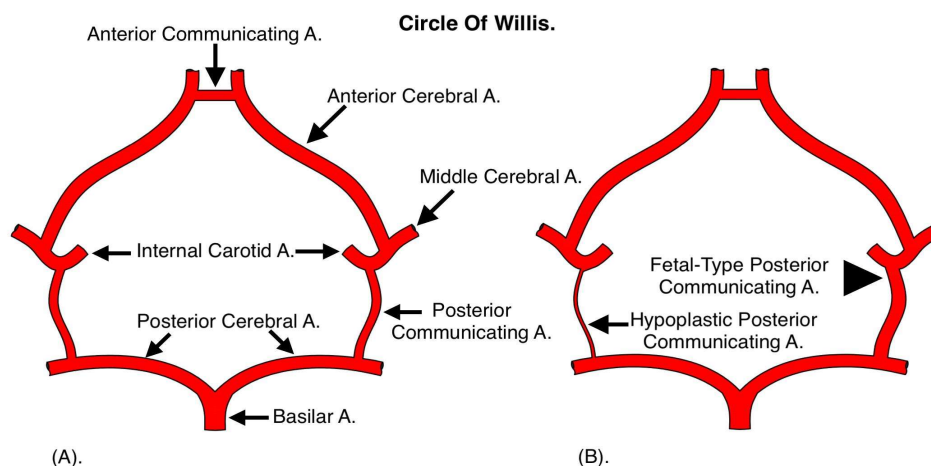 Circle Of Willis.
Anterior Communicating A.
Anterior Cerebral A.
Middle Cerebral A.
Internal Carotid A.
Posterior Cerebral A.
Posterior
Communicating A.
Basilar A.
(A).
Fetal-Type Posterior
Communicating A.
Hypoplastic Posterior
Communicating A.
(B).